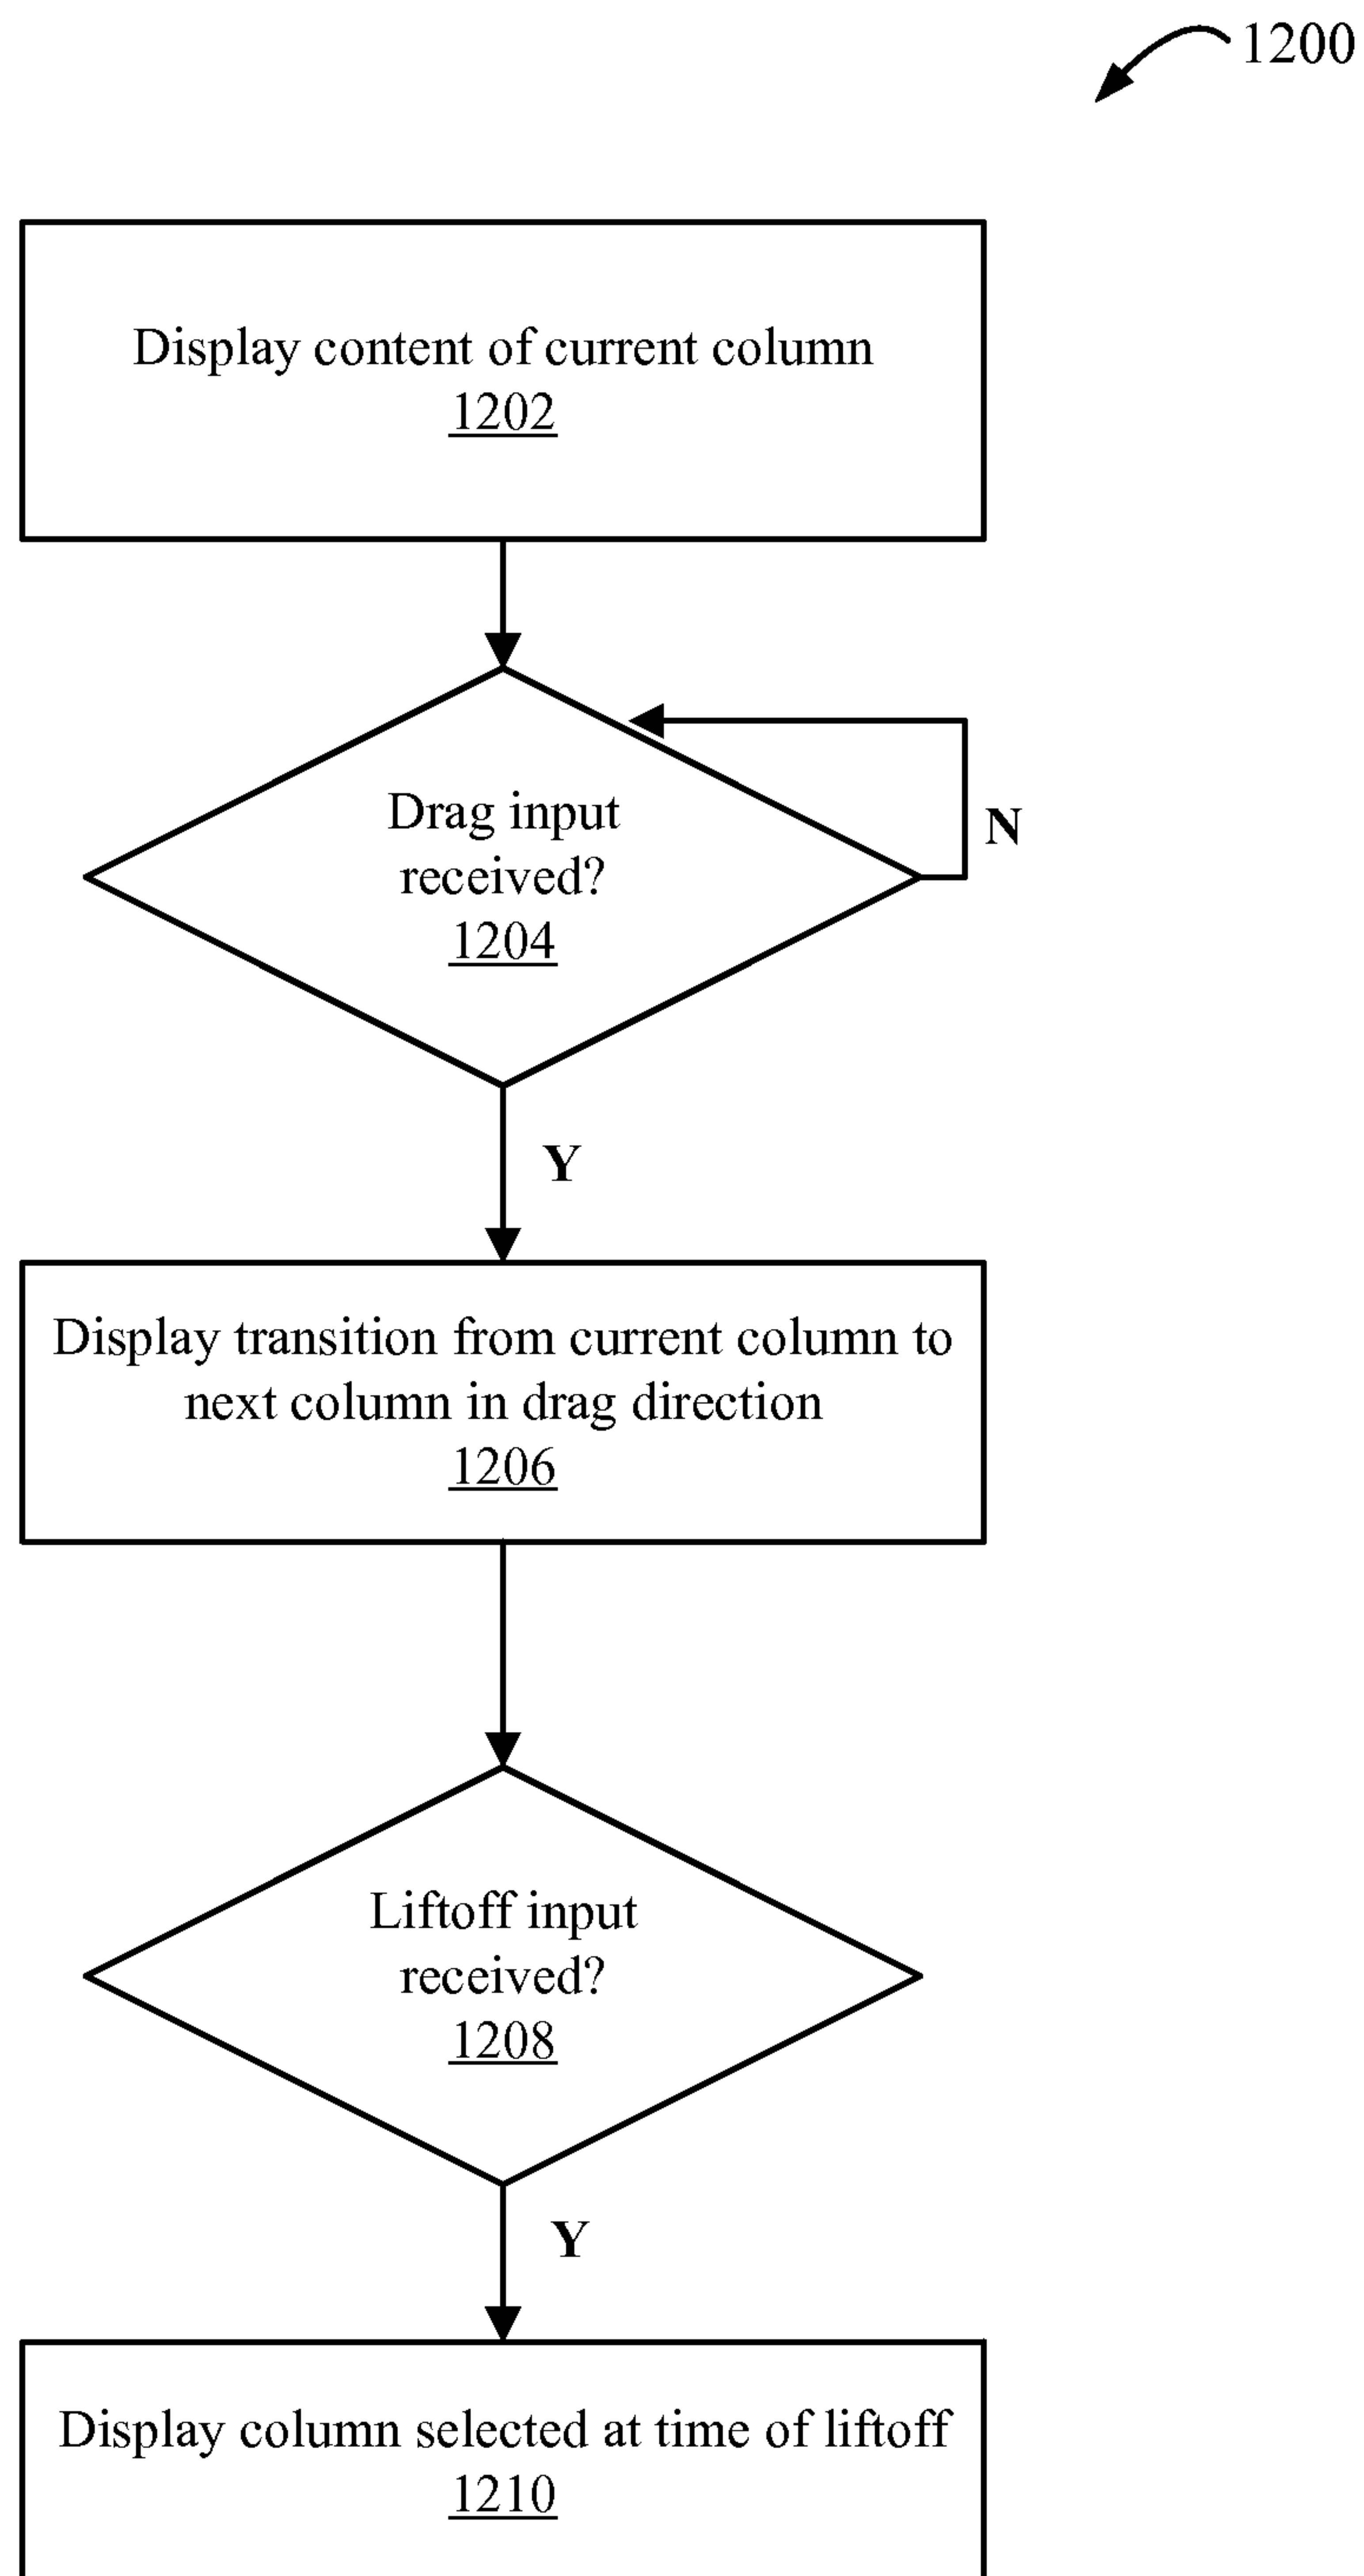 1200
Display content of current column
1202
Drag input
received?
1204
N
Y
Display transition from current column to
next column in drag direction
1206
Liftoff input
received?
1208
Y
Display column selected at time of liftoff
1210